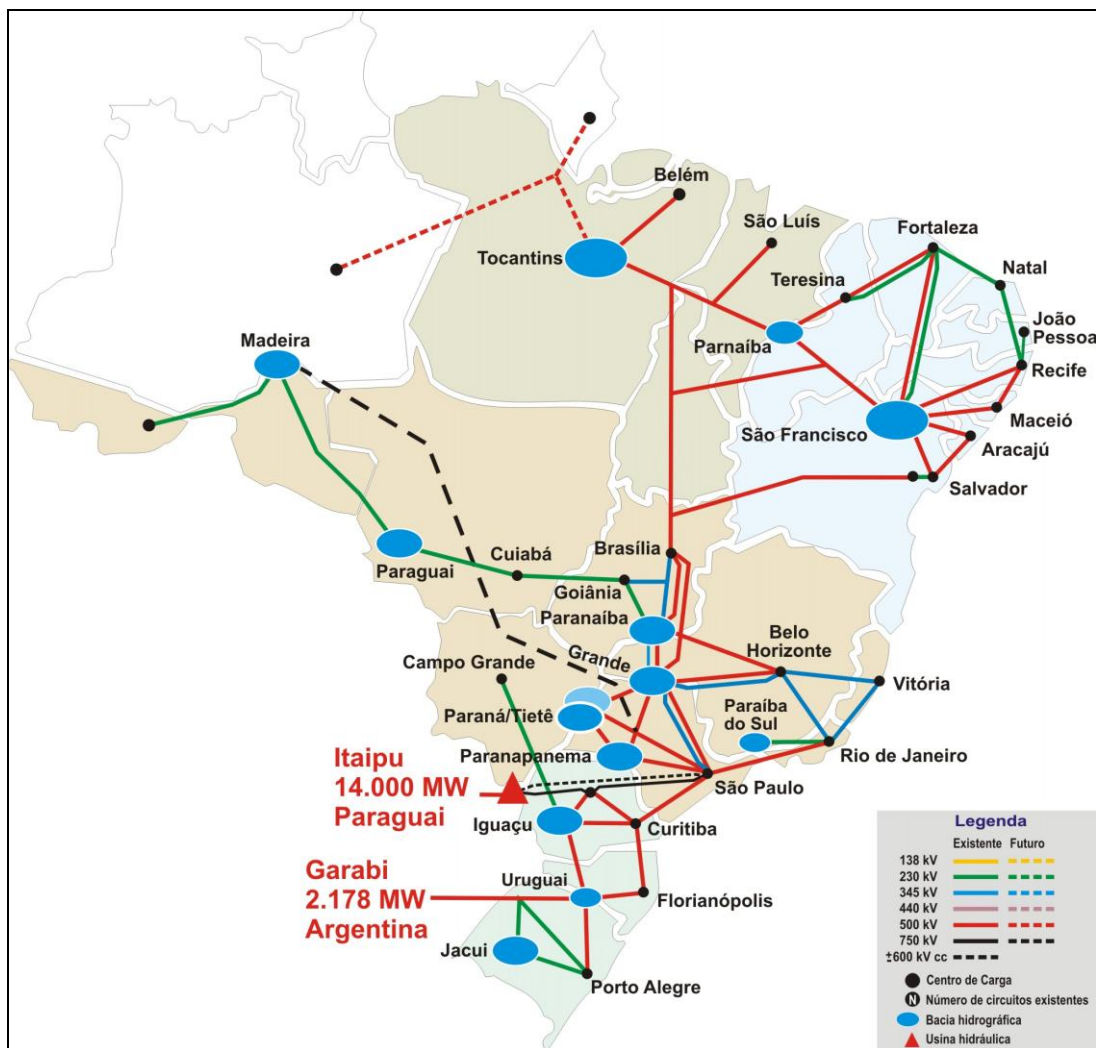 Belém
São Luís
Fortaleza
Tocantins
Teresina
Natal
João
Pessoa
Madeira
Parnaíba
Recife
São Francisco
Maceió
Aracajú
Salvador
Brasília
Cuiabá
Paraguai
Goiânia
Paranaíba
Belo
Horizonte
Grande
Campo Grande
Vitória
Paraíba
do Sul
Paraná/Tietê
Paranapanema
Rio de Janeiro
Itaipu
14.000 MW
Paraguai
São Paulo
Iguaçu
Curitiba
Garabi
2.178 MW
Argentina
Uruguai
Florianópolis
Jacui
Porto Alegre
Legenda
Existente Futuro
138 kV
230 kV
345 kV
440 kV
500 kV
750 kV
±600 kV cc
Centro de Carga
N Número de circuitos existentes
Bacia hidrográfica
Usina hidráulica